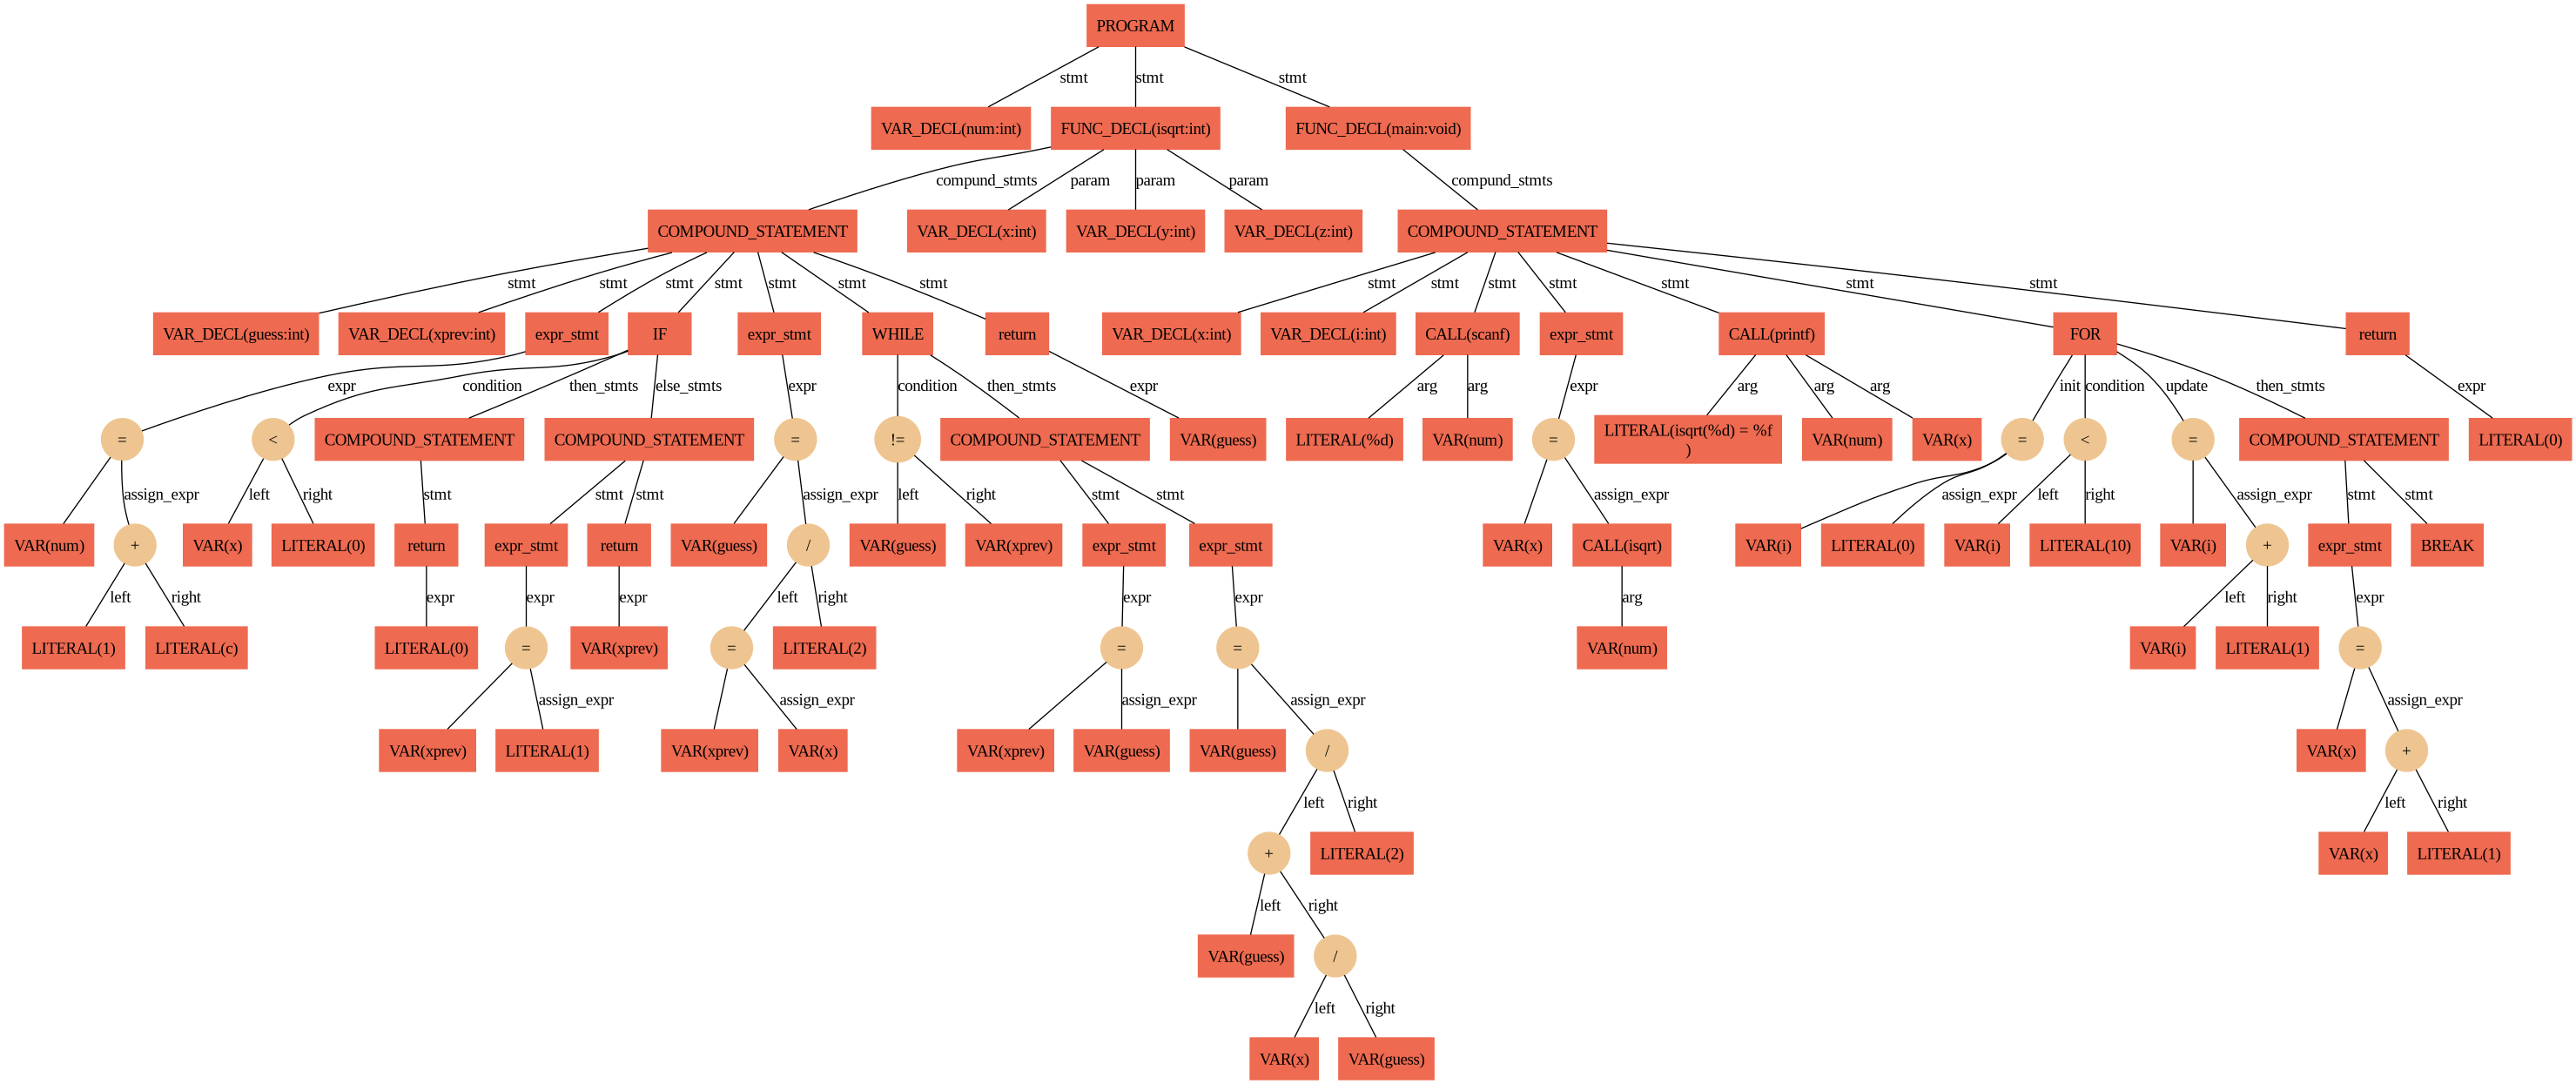 PROGRAM
stmt stmt stmt
VAR_DECL(num:int) FUNC_DECL(isqrt:int) FUNC_DECL(main:void)
compund_stmts param param param compund_stmts
COMPOUND_STATEMENT VAR_DECL(x:int) VAR_DECL(y:int) VAR_DECL(z:int) COMPOUND_STATEMENT
stmt stmt stmt stmt stmt stmt stmt stmt stmt stmt stmt stmt stmt stmt
VAR_DECL(guess:int) VAR_DECL(xprev:int) expr_stmt IF expr_stmt WHILE return VAR_DECL(x:int) VAR_DECL(i:int) CALL(scanf) expr_stmt CALL(printf) FOR return
expr condition then_stmts else_stmts expr condition then_stmts expr arg arg expr arg arg arg init condition update then_stmts expr
= < COMPOUND_STATEMENT COMPOUND_STATEMENT = != COMPOUND_STATEMENT VAR(guess) LITERAL(%d) VAR(num) = LITERAL(isqrt(%d) = %f
) VAR(num) VAR(x) = < = COMPOUND_STATEMENT LITERAL(0)
assign_expr left right stmt stmt stmt assign_expr left right stmt stmt assign_expr assign_expr left right assign_expr stmt stmt
VAR(num) + VAR(x) LITERAL(0) return expr_stmt return VAR(guess) / VAR(guess) VAR(xprev) expr_stmt expr_stmt VAR(x) CALL(isqrt) VAR(i) LITERAL(0) VAR(i) LITERAL(10) VAR(i) + expr_stmt BREAK
left right expr expr expr left right expr expr arg left right expr
LITERAL(1) LITERAL(c) LITERAL(0) = VAR(xprev) = LITERAL(2) = = VAR(num) VAR(i) LITERAL(1) =
assign_expr assign_expr assign_expr assign_expr assign_expr
VAR(xprev) LITERAL(1) VAR(xprev) VAR(x) VAR(xprev) VAR(guess) VAR(guess) / VAR(x) +
left right left right
+ LITERAL(2) VAR(x) LITERAL(1)
left right
VAR(guess) /
left right
VAR(x) VAR(guess)